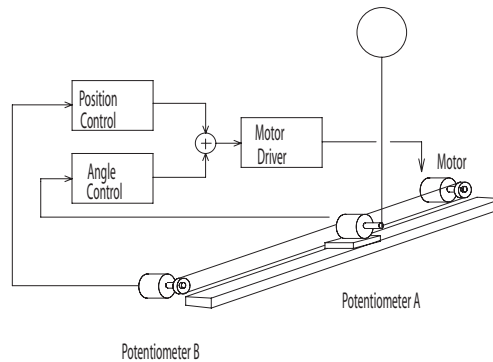 Position
Control
Angle
Control
+
Motor
Driver
Motor
Potentiometer A
Potentiometer B